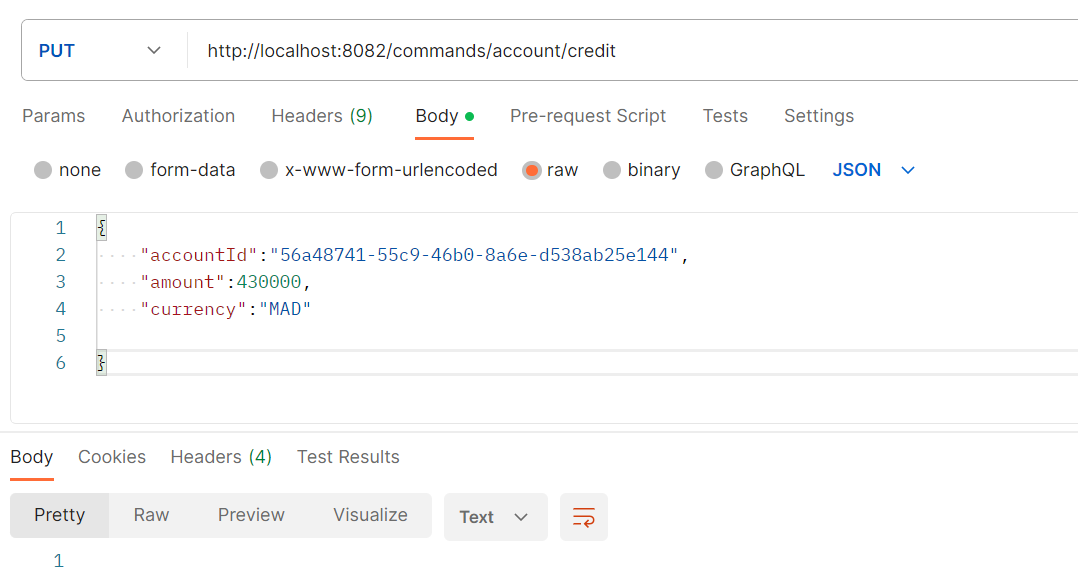 PUT http://localhost:8082/commands/account/credit
Params Authorization Headers (9) Body Pre-request Script Tests Settings
none form-data x-www-form-urlencoded raw binary GraphQL JSON
1 {
2 "accountId":"56a48741-55c9-46b0-8a6e-d538ab25e144",
3 "amount":430000,
4 "currency":"MAD"
5
6 }
Body Cookies Headers (4) Test Results
Pretty Raw Preview Visualize Text
1